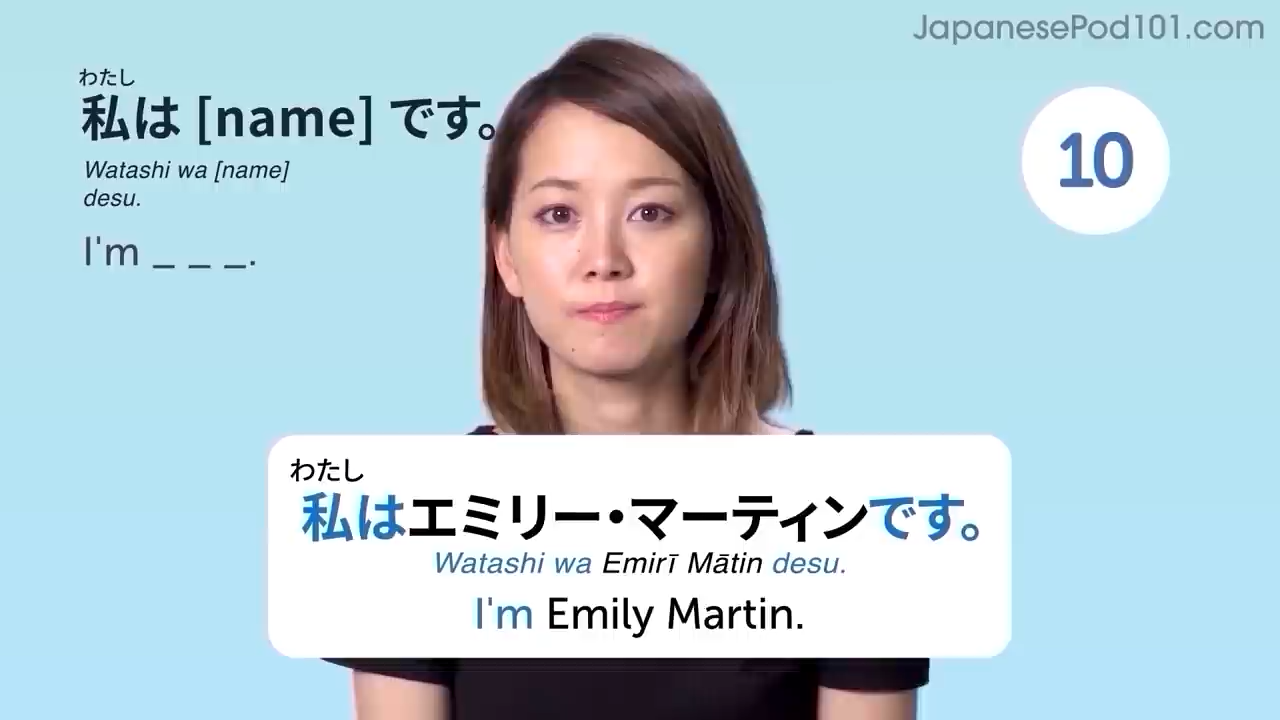 JapanesePod101.com
わたし
私は [name] です。
Watashi wa [name]
desu.
I'm _ _ _.
10
わたし
私はエミリー・マーティンです。
Watashi wa Emirī Mātin desu.
I'm Emily Martin.